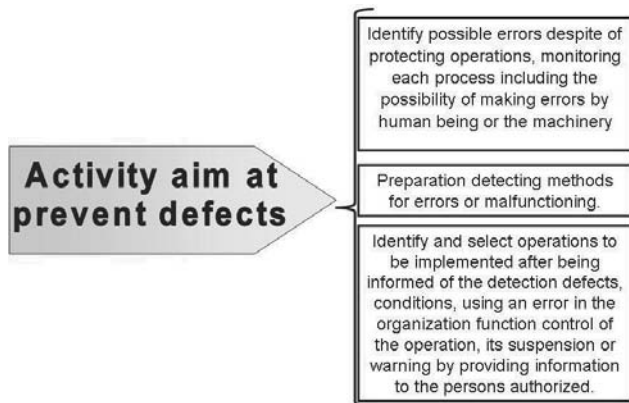 Activity aim at
prevent defects
Identify possible errors despite of
protecting operations, monitoring
each process including the
possibility of making errors by
human being or the machinery
Preparation detecting methods
for errors or malfunctioning.
Identify and select operations to
be implemented after being
informed of the detection defects,
conditions, using an error in the
organization function control of
the operation, its suspension or
warning by providing information
to the persons authorized.